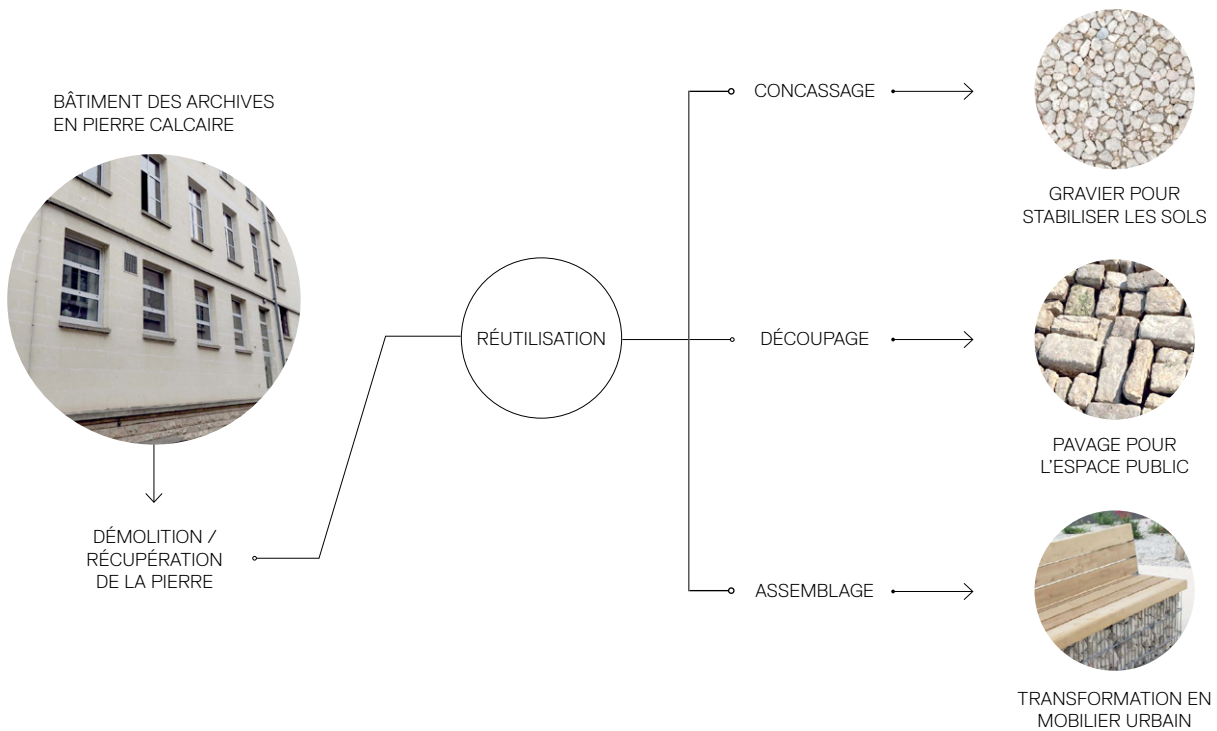 BÂTIMENT DES ARCHIVES
EN PIERRE CALCAIRE
DÉMOLITION /
RÉCUPÉRATION
DE LA PIERRE
RÉUTILISATION
CONCASSAGE
GRAVIER POUR
STABILISER LES SOLS
DÉCOUPAGE
PAVAGE POUR
L'ESPACE PUBLIC
ASSEMBLAGE
TRANSFORMATION EN
MOBILIER URBAIN